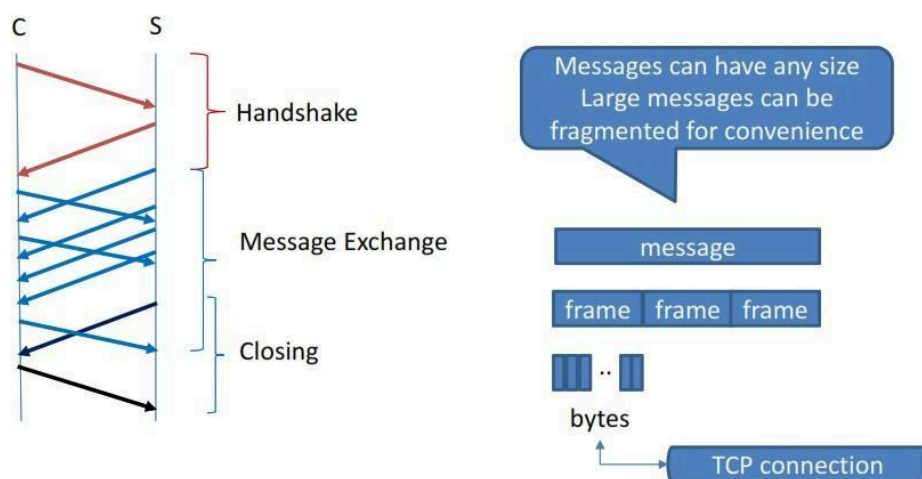 C
S
Handshake
Message Exchange
Closing
Messages can have any size
Large messages can be
fragmented for convenience
message
frame frame frame
..
bytes
TCP connection